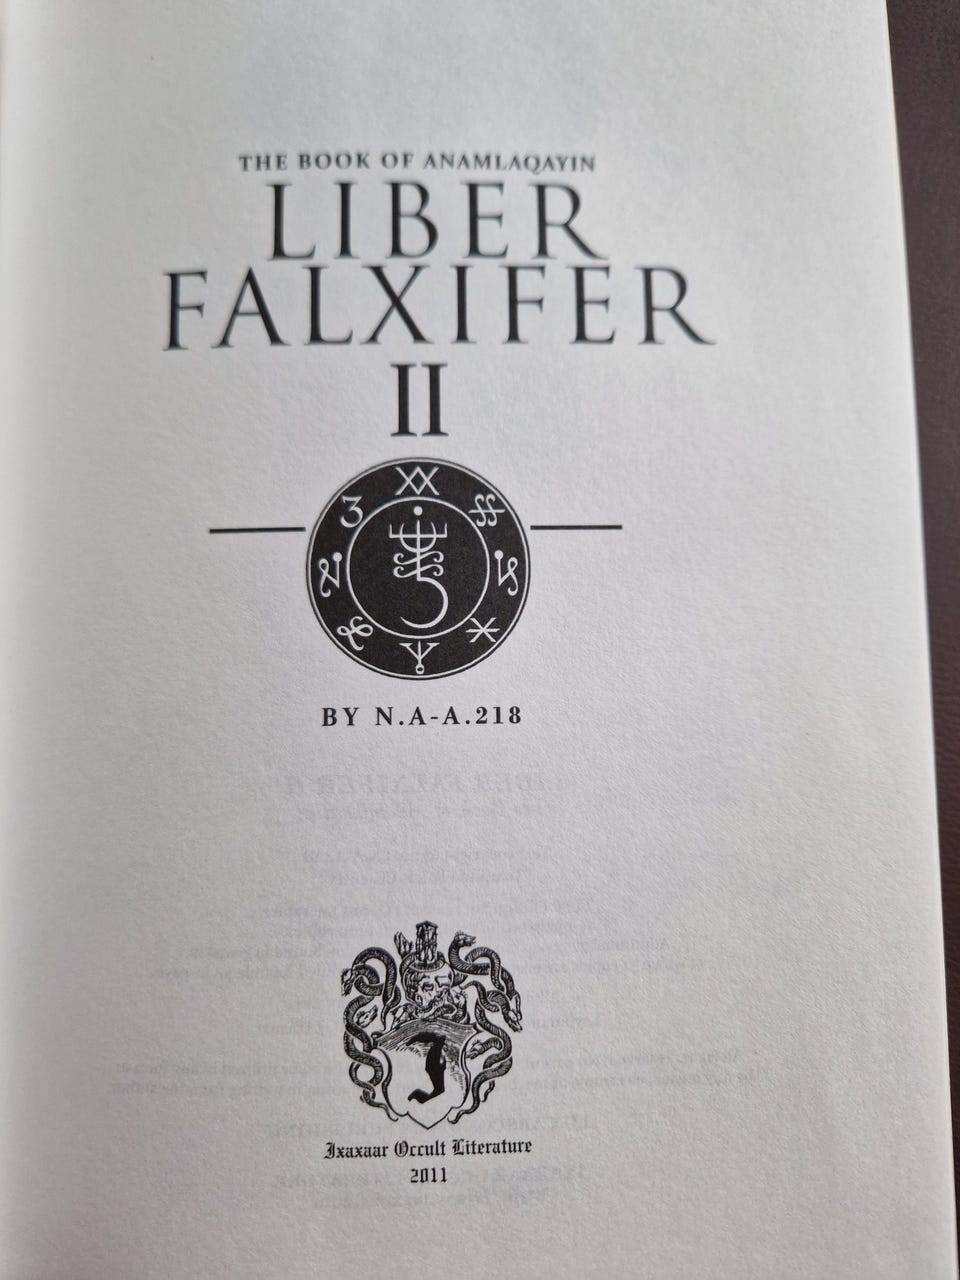 THE BOOK OF ANAMLAQAYIN
LIBER
FALXIFER
II
BY N.A-A.218
Ixaxaar Occult Literature
2011